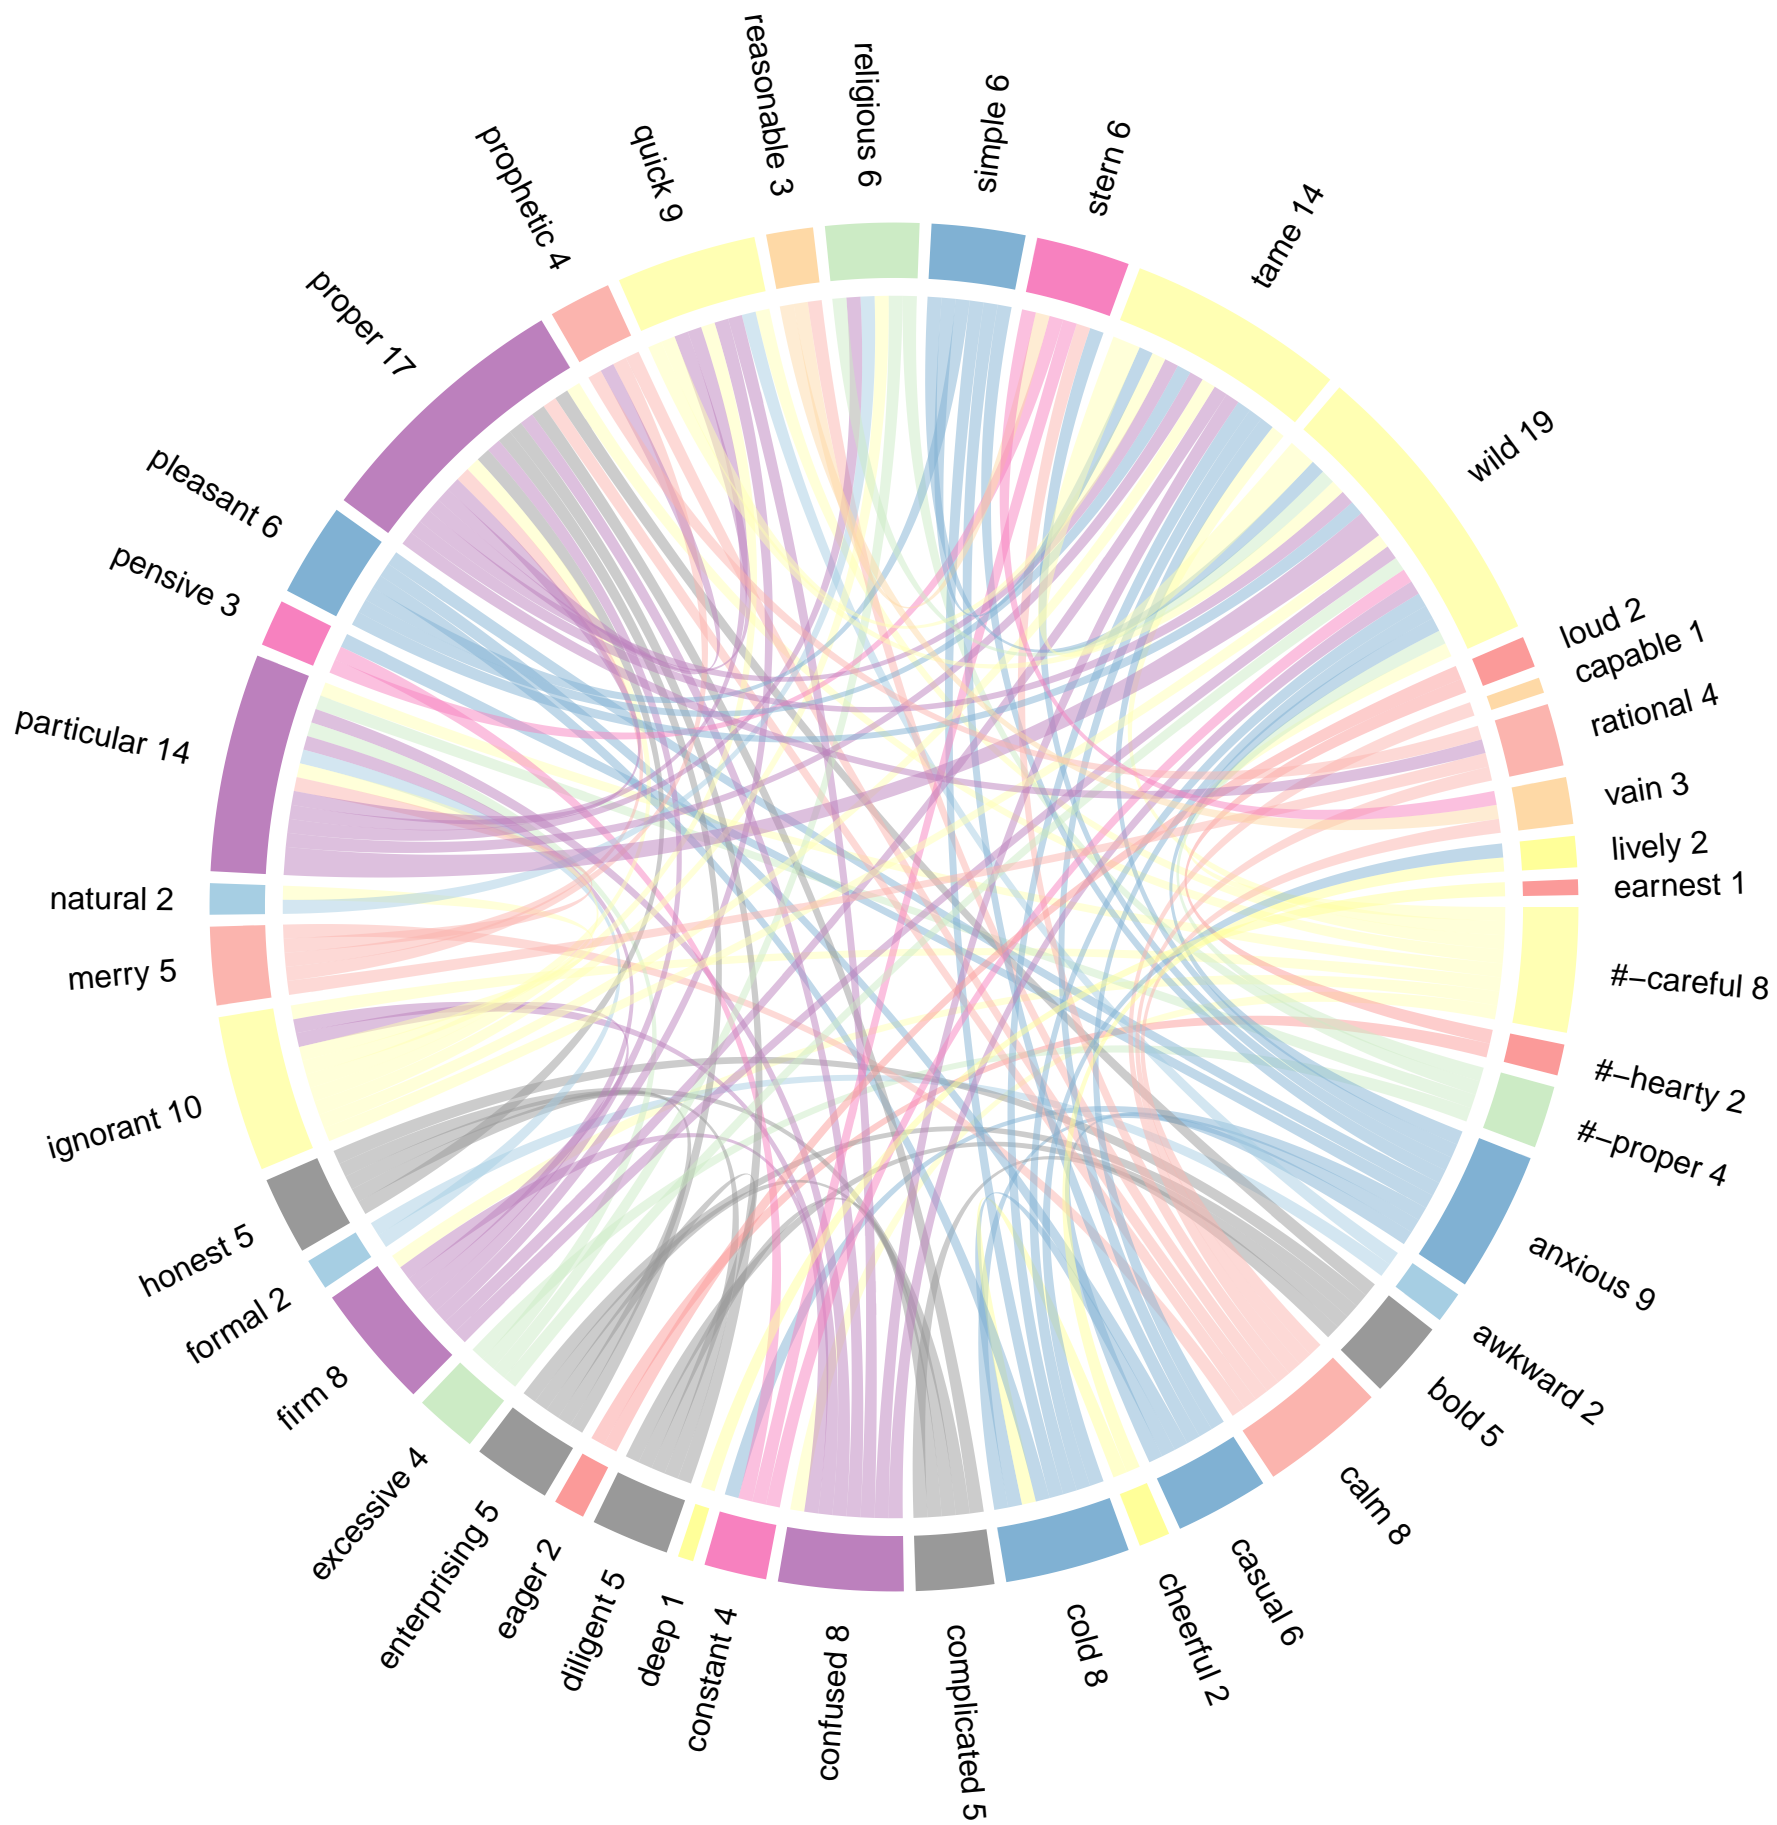 reasonable 3
religious 6
simple 6
stern 6
tame 14
wild 19
loud 2
capable 1
rational 4
vain 3
lively 2
earnest 1
#–careful 8
#–hearty 2
#–proper 4
anxious 9
awkward 2
bold 5
calm 8
casual 6
cheerful 2
cold 8
complicated 5
confused 8
constant 4
deep 1
diligent 5
eager 2
enterprising 5
excessive 4
firm 8
formal 2
honest 5
ignorant 10
merry 5
natural 2
particular 14
pensive 3
pleasant 6
proper 17
prophetic 4
quick 9